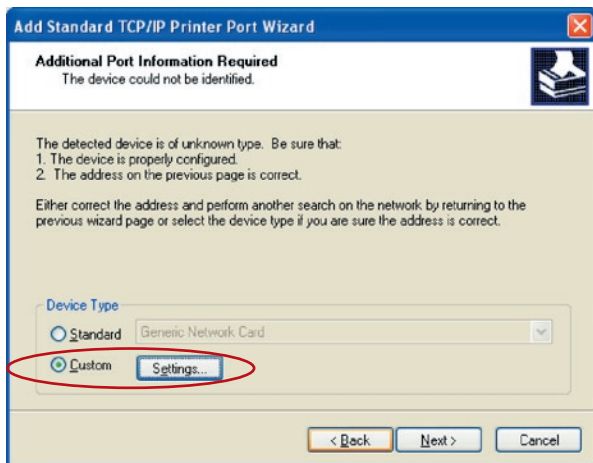 Add Standard TCP/IP Printer Port Wizard
Additional Port Information Required
The device could not be identified.
The detected device is of unknown type. Be sure that:
1. The device is properly configured.
2. The address on the previous page is correct.
Either correct the address and perform another search on the network by returning to the
previous wizard page or select the device type if you are sure the address is correct.
Device Type
Standard Generic Network Card
Custom Settings...
< Back Next > Cancel